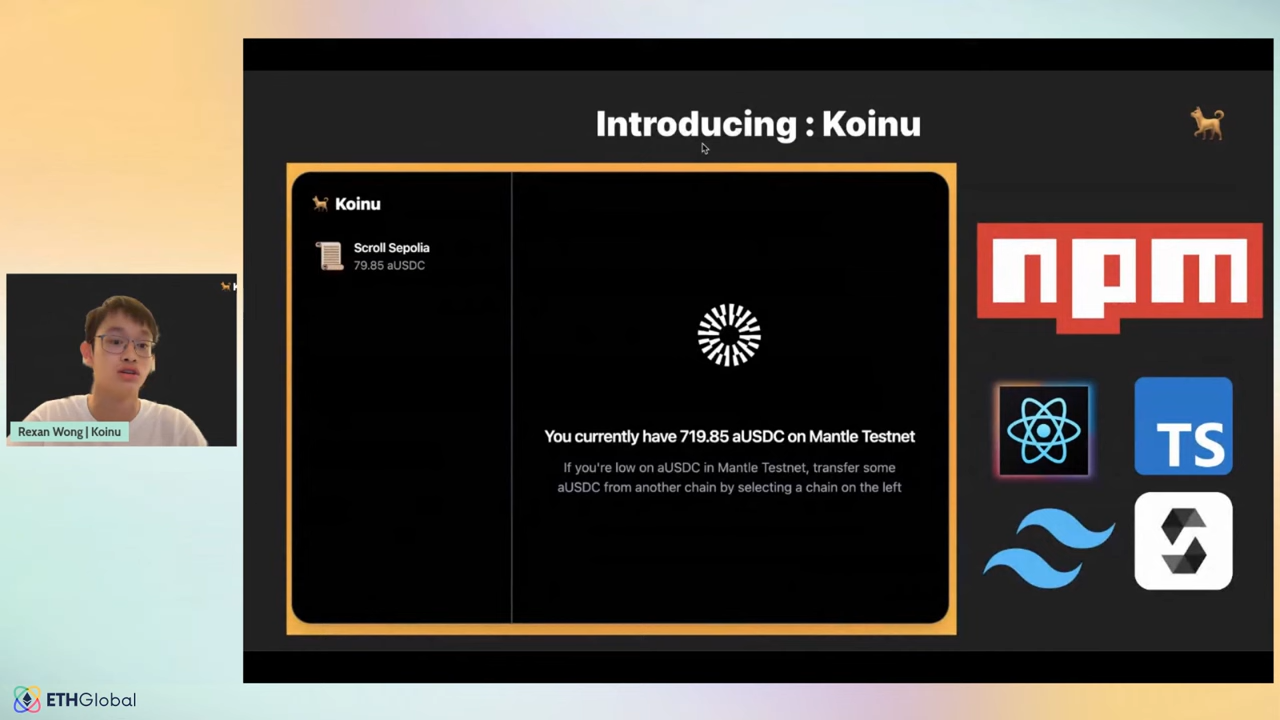 Introducing : Koinu
Koinu
Scroll Sepolia
79.85 aUSDC
You currently have 719.85 aUSDC on Mantle Testnet
If you're low on aUSDC in Mantle Testnet, transfer some
aUSDC from another chain by selecting a chain on the left
npm
TS
Rexan Wong | Koinu
ETHGlobal